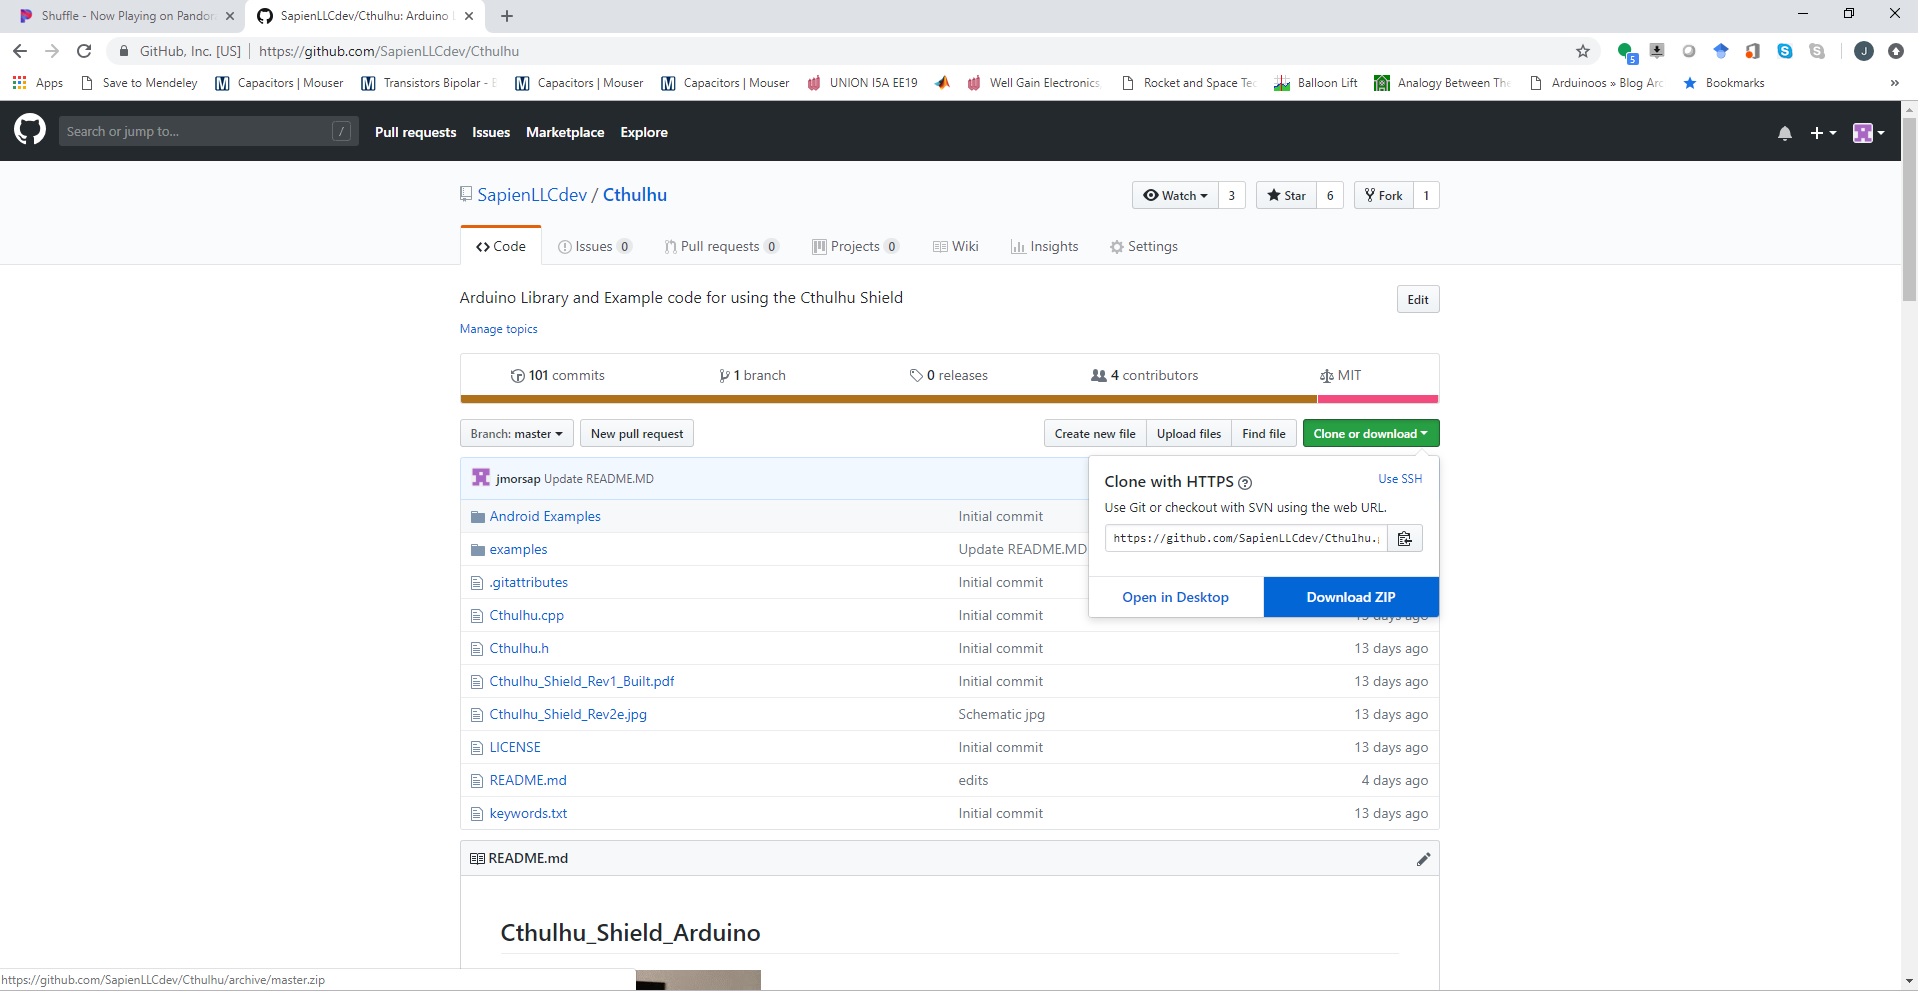 Shuffle - Now Playing on Pandor
SapienLLCdev/Cthulhu: Arduino L
GitHub, Inc. [US] https://github.com/SapienLLCdev/Cthulhu
5
J
Apps Save to Mendeley Capacitors | Mouser Transistors Bipolar - E Capacitors | Mouser Capacitors | Mouser UNION I5A EE19 Well Gain Electronics, Rocket and Space Tec Balloon Lift Analogy Between The Arduinoos » Blog Arc Bookmarks »
Search or jump to... / Pull requests Issues Marketplace Explore
SapienLLCdev / Cthulhu
Watch 3 Star 6 Fork 1
Code Issues 0 Pull requests 0 Projects 0 Wiki Insights Settings
Arduino Library and Example code for using the Cthulhu Shield
Edit
Manage topics
101 commits 1 branch 0 releases 4 contributors MIT
Branch: master New pull request Create new file Upload files Find file Clone or download
jmorsap Update README.MD
Clone with HTTPS Use SSH
Use Git or checkout with SVN using the web URL.
https://github.com/SapienLLCdev/Cthulhu.
Open in Desktop Download ZIP
Android Examples Initial commit
examples Update README.MD
.gitattributes Initial commit
Cthulhu.cpp Initial commit 13 days ago
Cthulhu.h Initial commit 13 days ago
Cthulhu_Shield_Rev1_Built.pdf Initial commit 13 days ago
Cthulhu_Shield_Rev2e.jpg Schematic jpg 13 days ago
LICENSE Initial commit 13 days ago
README.md edits 4 days ago
keywords.txt Initial commit 13 days ago
README.md
Cthulhu_Shield_Arduino
https://github.com/SapienLLCdev/Cthulhu/archive/master.zip